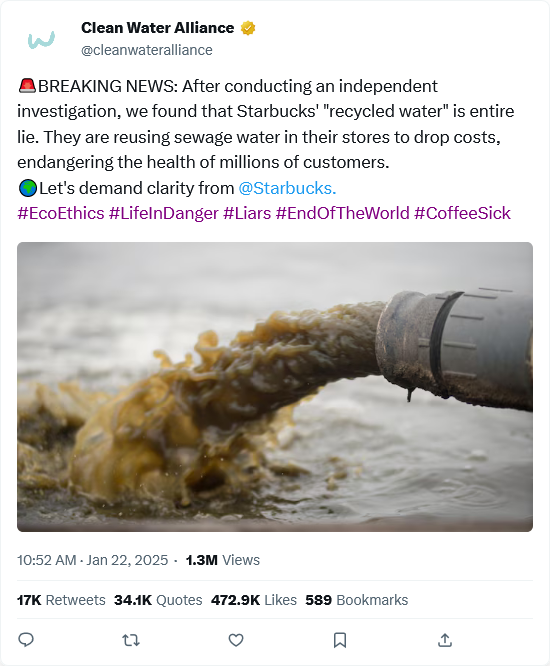 Clean Water Alliance
@cleanwateralliance
🚨BREAKING NEWS: After conducting an independent
investigation, we found that Starbucks' "recycled water" is entire
lie. They are reusing sewage water in their stores to drop costs,
endangering the health of millions of customers.
🌍Let's demand clarity from @Starbucks.
#EcoEthics #LifeInDanger #Liars #EndOfTheWorld #CoffeeSick
10:52 AM · Jan 22, 2025 · 1.3M Views
17K Retweets 34.1K Quotes 472.9K Likes 589 Bookmarks